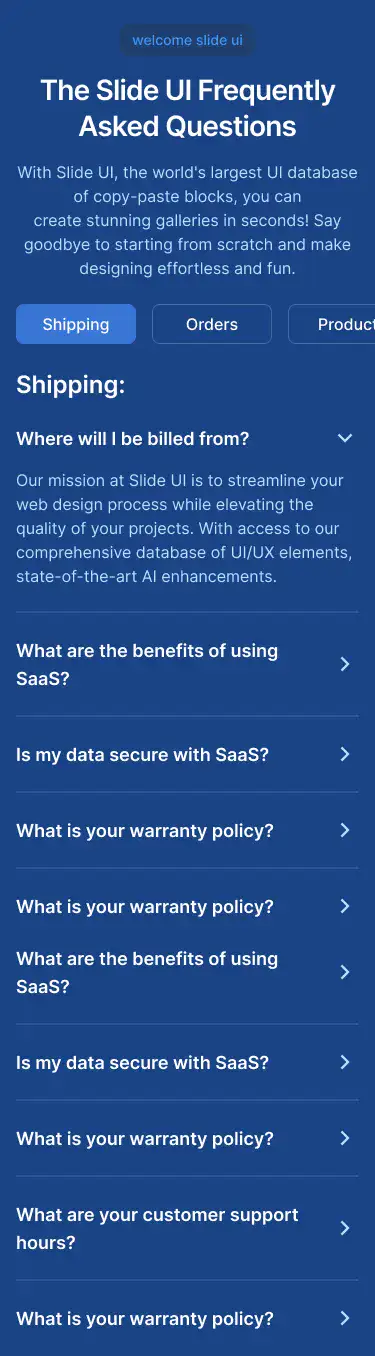 welcome slide ui
The Slide UI Frequently
Asked Questions
With Slide UI, the world's largest UI database
of copy-paste blocks, you can
create stunning galleries in seconds! Say
goodbye to starting from scratch and make
designing effortless and fun.
Shipping Orders Product
Shipping:
Where will I be billed from?
Our mission at Slide UI is to streamline your
web design process while elevating the
quality of your projects. With access to our
comprehensive database of UI/UX elements,
state-of-the-art AI enhancements.
What are the benefits of using
SaaS?
Is my data secure with SaaS?
What is your warranty policy?
What is your warranty policy?
What are the benefits of using
SaaS?
Is my data secure with SaaS?
What is your warranty policy?
What are your customer support
hours?
What is your warranty policy?